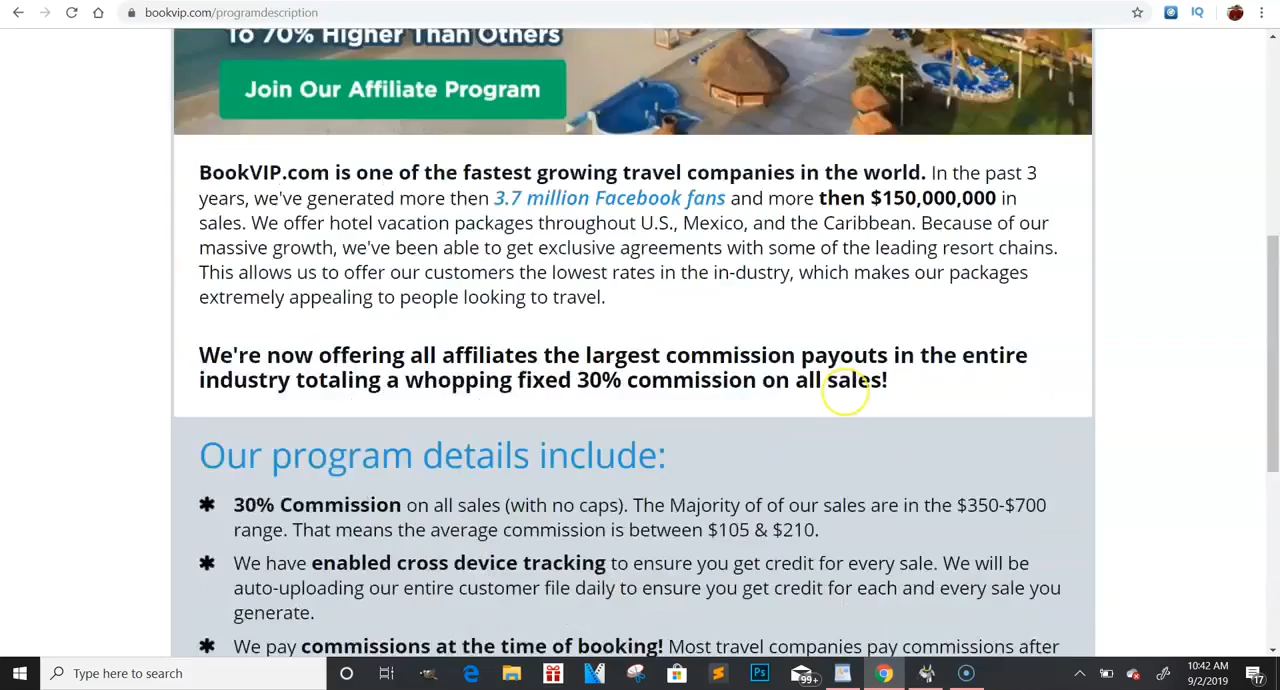 bookvip.com/programdescription
IQ
To 70% Higher Than Others
Join Our Affiliate Program
BookVIP.com is one of the fastest growing travel companies in the world. In the past 3
years, we've generated more then 3.7 million Facebook fans and more then $150,000,000 in
sales. We offer hotel vacation packages throughout U.S., Mexico, and the Caribbean. Because of our
massive growth, we've been able to get exclusive agreements with some of the leading resort chains.
This allows us to offer our customers the lowest rates in the in-dustry, which makes our packages
extremely appealing to people looking to travel.
We're now offering all affiliates the largest commission payouts in the entire
industry totaling a whopping fixed 30% commission on all sales!
Our program details include:
✱ 30% Commission on all sales (with no caps). The Majority of of our sales are in the $350-$700
range. That means the average commission is between $105 & $210.
✱ We have enabled cross device tracking to ensure you get credit for every sale. We will be
auto-uploading our entire customer file daily to ensure you get credit for each and every sale you
generate.
✱ We pay commissions at the time of booking! Most travel companies pay commissions after
Type here to search
Ps
99+
10:42 AM
9/2/2019
17